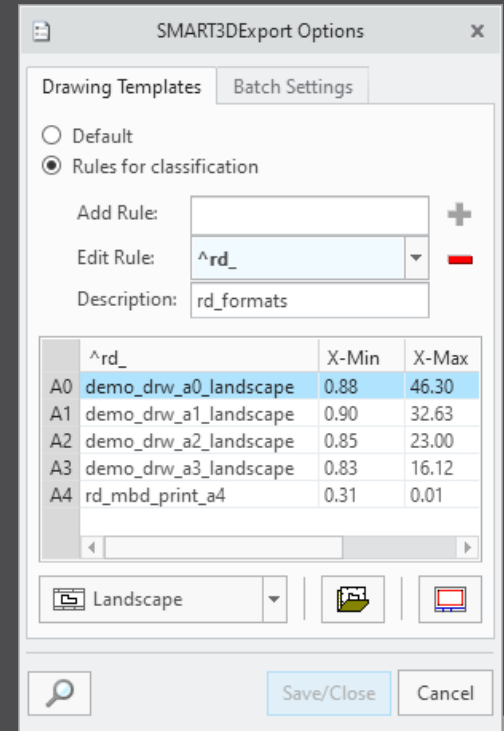 SMART3DExport Options
Drawing Templates Batch Settings
Default
Rules for classification
Add Rule:
Edit Rule: ^rd_
Description: rd_formats
^rd_ X-Min X-Max
A0 demo_drw_a0_landscape 0.88 46.30
A1 demo_drw_a1_landscape 0.90 32.63
A2 demo_drw_a2_landscape 0.85 23.00
A3 demo_drw_a3_landscape 0.83 16.12
A4 rd_mbd_print_a4 0.31 0.01
Landscape
Save/Close Cancel